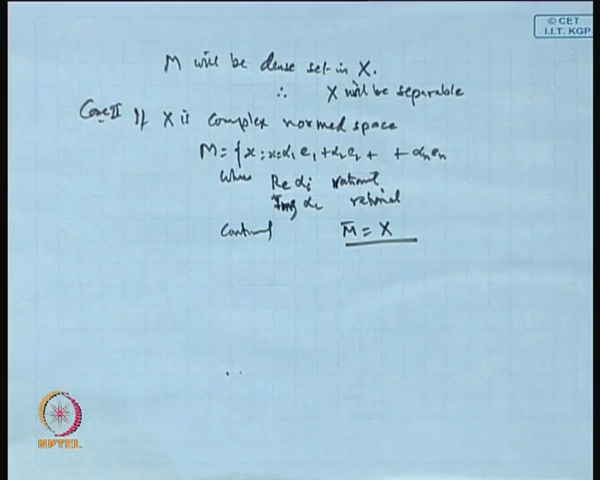 © CET
I.I.T. KGP
M will be dense set in X.
∴ X will be separable
Case II If X is complex normed space
M = { x : x = α1 e1 + α2 e2 + + αn en
where Re αi rational
Img αi rational
M̄ = X
NPTEL